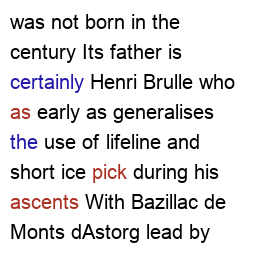 was not born in the
century Its father is
certainly Henri Brulle who
as early as generalises
the use of lifeline and
short ice pick during his
ascents With Bazillac de
Monts dAstorg lead by